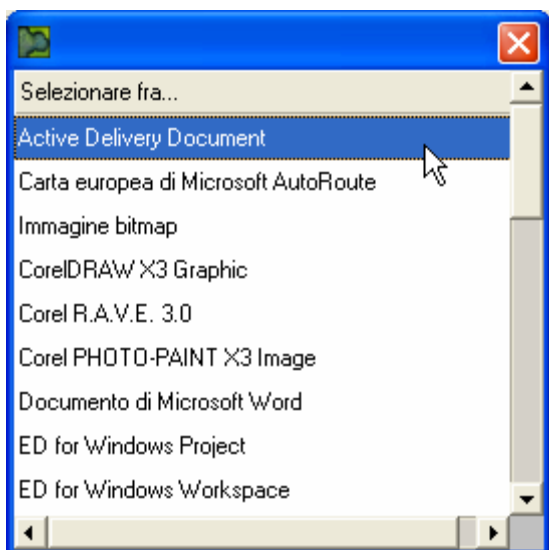 Selezionare fra...
Active Delivery Document
Carta europea di Microsoft AutoRoute
Immagine bitmap
CorelDRAW X3 Graphic
Corel R.A.V.E. 3.0
Corel PHOTO-PAINT X3 Image
Documento di Microsoft Word
ED for Windows Project
ED for Windows Workspace